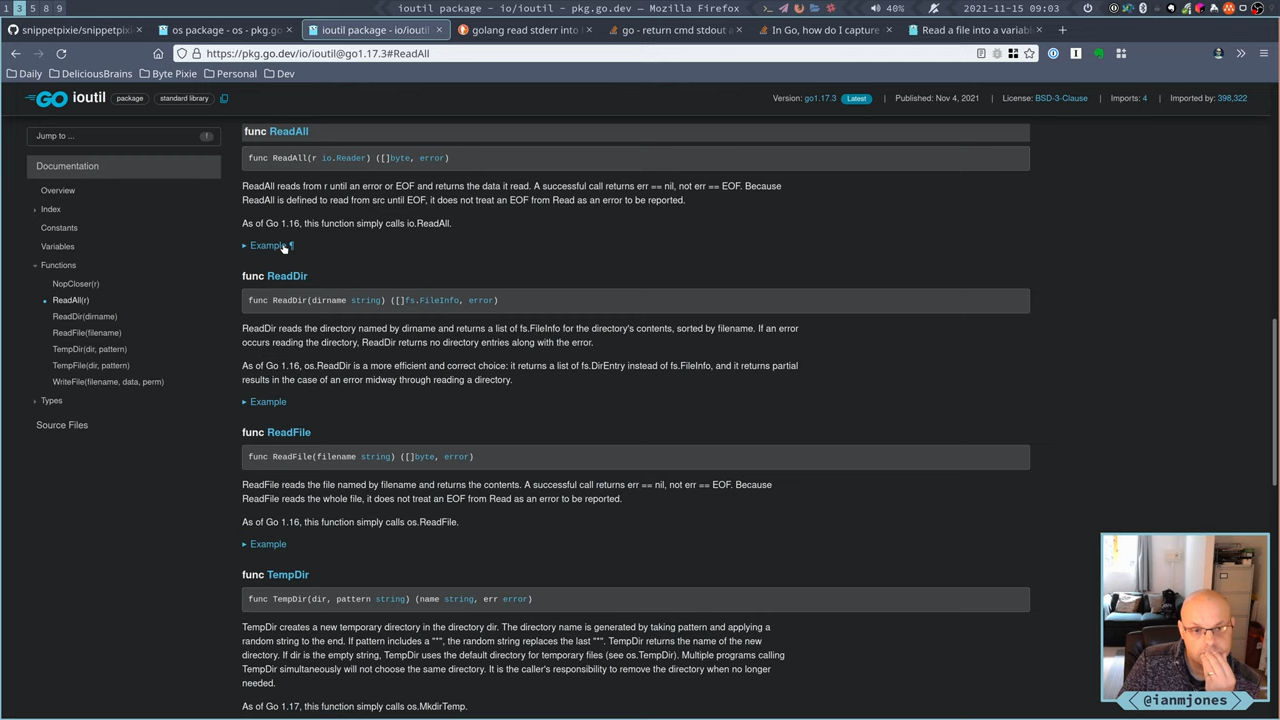 1 3 5 8 9
ioutil package - io/ioutil - pkg.go.dev — Mozilla Firefox
40%
2021-11-15 09:03
snippetpixie/snippetpixi
os package - os - pkg.go
ioutil package - io/iouti
golang read stderr into
go - return cmd stdout a
In Go, how do I capture
Read a file into a variab
https://pkg.go.dev/io/ioutil@go1.17.3#ReadAll
Daily
DeliciousBrains
Byte Pixie
Personal
Dev
GO
ioutil
package
standard library
Version: go1.17.3
Latest
Published: Nov 4, 2021
License: BSD-3-Clause
Imports: 4
Imported by: 398,322
Jump to ...
f
Documentation
Overview
Index
Constants
Variables
Functions
NopCloser(r)
ReadAll(r)
ReadDir(dirname)
ReadFile(filename)
TempDir(dir, pattern)
TempFile(dir, pattern)
WriteFile(filename, data, perm)
Types
Source Files
func ReadAll
func ReadAll(r io.Reader) ([]byte, error)
ReadAll reads from r until an error or EOF and returns the data it read. A successful call returns err == nil, not err == EOF. Because
ReadAll is defined to read from src until EOF, it does not treat an EOF from Read as an error to be reported.
As of Go 1.16, this function simply calls io.ReadAll.
Example ¶
func ReadDir
func ReadDir(dirname string) ([]fs.FileInfo, error)
ReadDir reads the directory named by dirname and returns a list of fs.FileInfo for the directory's contents, sorted by filename. If an error
occurs reading the directory, ReadDir returns no directory entries along with the error.
As of Go 1.16, os.ReadDir is a more efficient and correct choice: it returns a list of fs.DirEntry instead of fs.FileInfo, and it returns partial
results in the case of an error midway through reading a directory.
Example
func ReadFile
func ReadFile(filename string) ([]byte, error)
ReadFile reads the file named by filename and returns the contents. A successful call returns err == nil, not err == EOF. Because
ReadFile reads the whole file, it does not treat an EOF from Read as an error to be reported.
As of Go 1.16, this function simply calls os.ReadFile.
Example
func TempDir
func TempDir(dir, pattern string) (name string, err error)
TempDir creates a new temporary directory in the directory dir. The directory name is generated by taking pattern and applying a
random string to the end. If pattern includes a "*", the random string replaces the last "*". TempDir returns the name of the new
directory. If dir is the empty string, TempDir uses the default directory for temporary files (see os.TempDir). Multiple programs calling
TempDir simultaneously will not choose the same directory. It is the caller's responsibility to remove the directory when no longer
needed.
As of Go 1.17, this function simply calls os.MkdirTemp.
@ianmjones